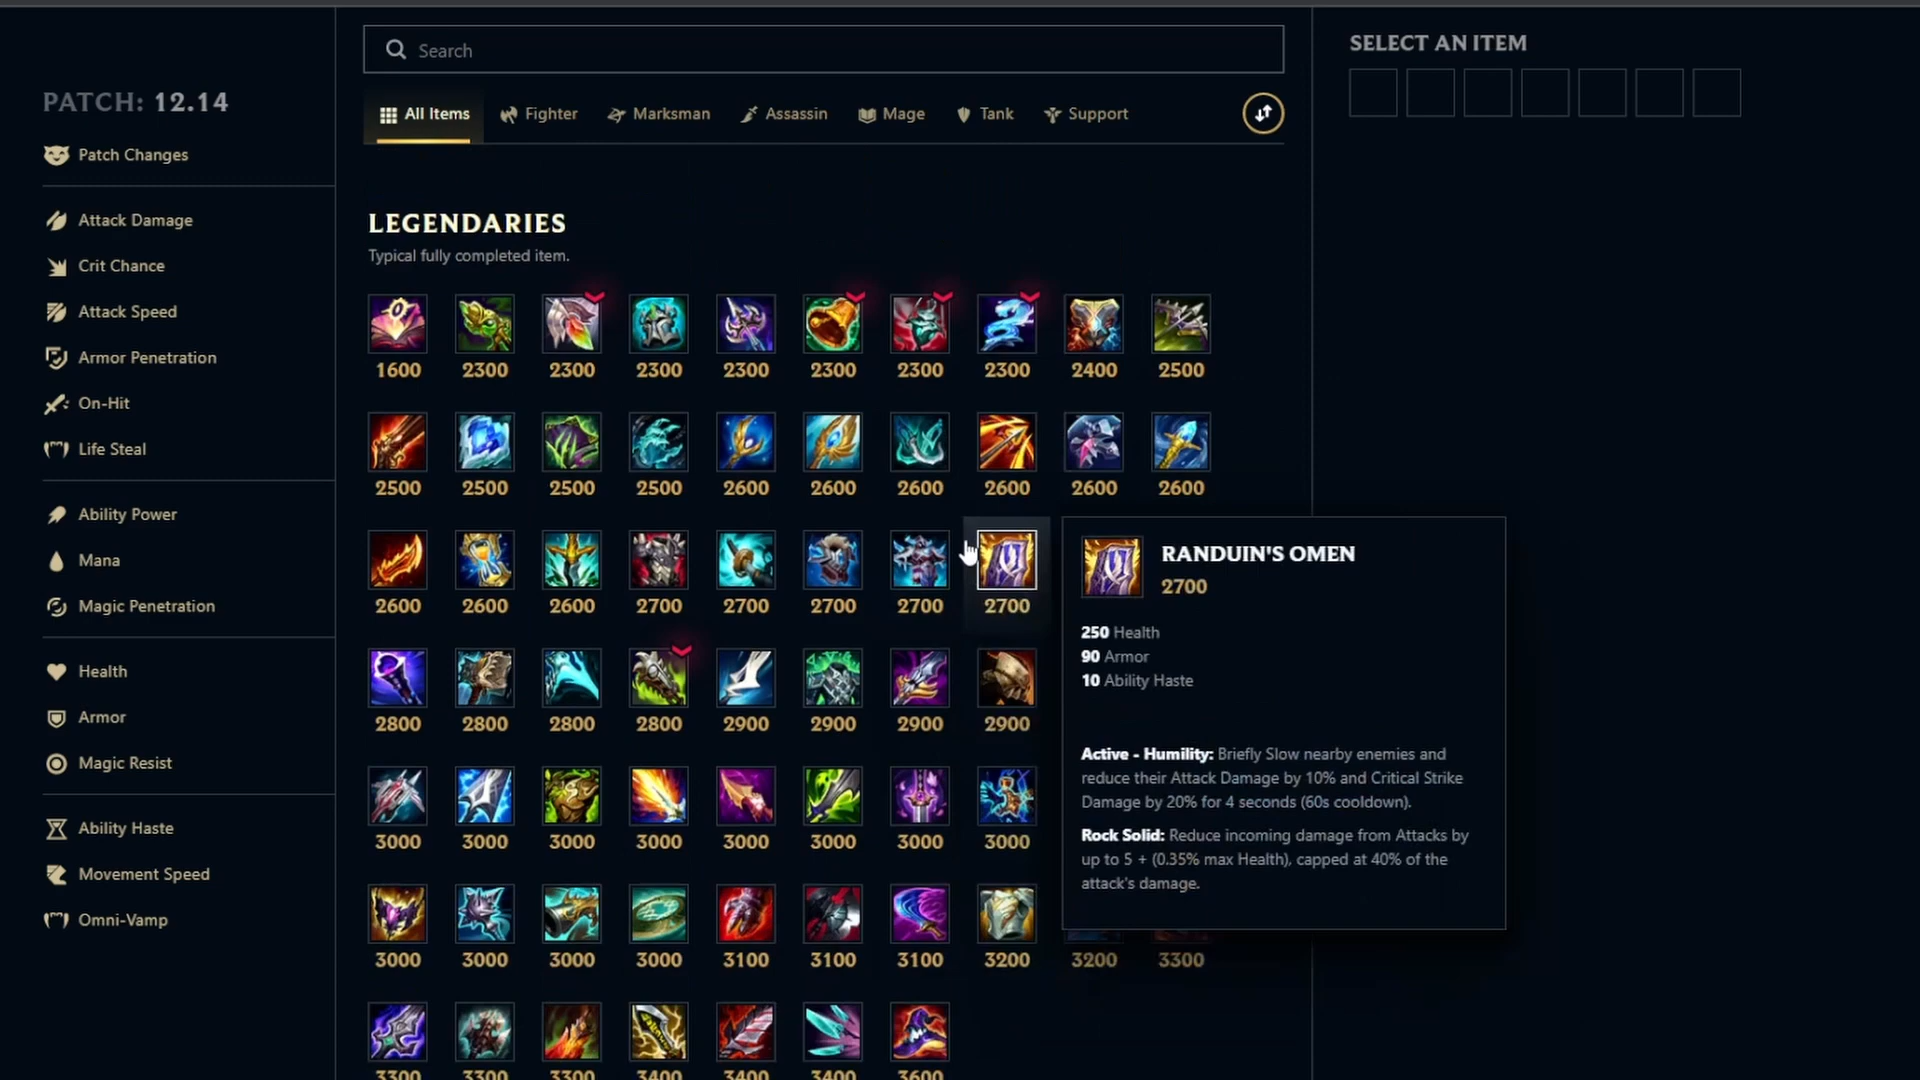 Search
SELECT AN ITEM
PATCH: 12.14
All Items
Fighter
Marksman
Assassin
Mage
Tank
Support
Patch Changes
Attack Damage
Crit Chance
Attack Speed
Armor Penetration
On-Hit
Life Steal
Ability Power
Mana
Magic Penetration
Health
Armor
Magic Resist
Ability Haste
Movement Speed
Omni-Vamp
LEGENDARIES
Typical fully completed item.
1600 2300 2300 2300 2300 2300 2300 2300 2400 2500
2500 2500 2500 2500 2600 2600 2600 2600 2600 2600
2600 2600 2600 2700 2700 2700 2700 2700
2800 2800 2800 2800 2900 2900 2900 2900
3000 3000 3000 3000 3000 3000 3000 3000
3000 3000 3000 3000 3100 3100 3100 3200 3200 3300
3300 3300 3300 3400 3400 3400 3600
RANDUIN'S OMEN
2700
250 Health
90 Armor
10 Ability Haste
Active - Humility: Briefly Slow nearby enemies and
reduce their Attack Damage by 10% and Critical Strike
Damage by 20% for 4 seconds (60s cooldown).
Rock Solid: Reduce incoming damage from Attacks by
up to 5 + (0.35% max Health), capped at 40% of the
attack's damage.